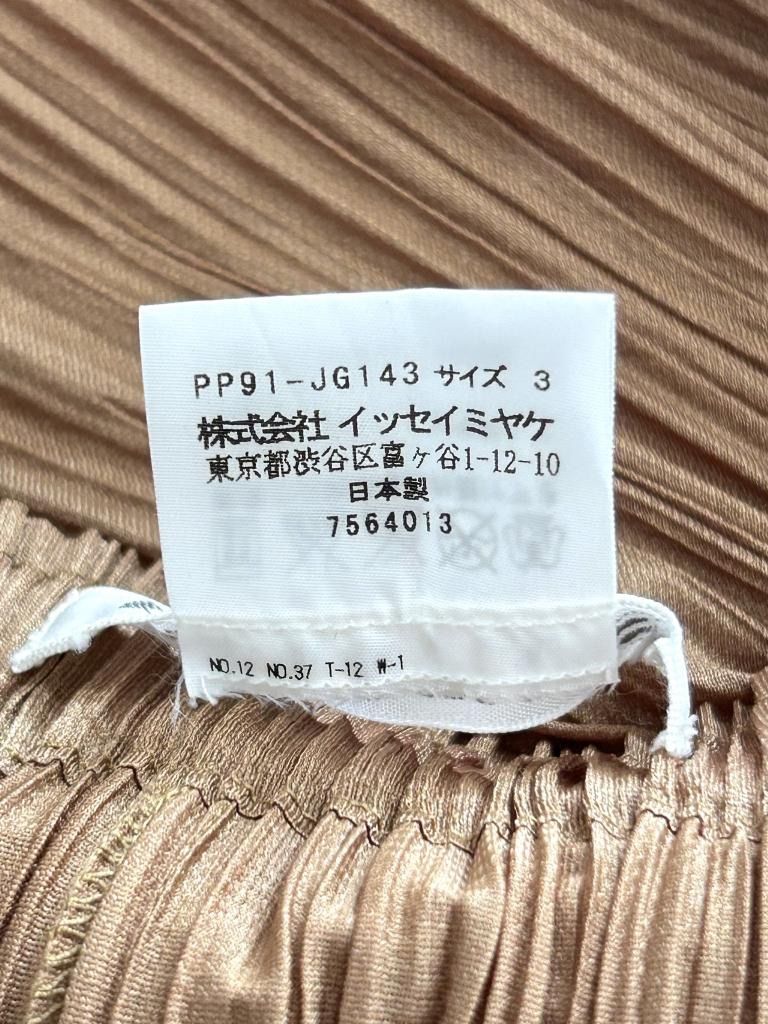 PP91-JG143 サイズ 3
株式会社 イッセイミヤケ
東京都渋谷区富ヶ谷1-12-10
日本製
7564013
NO.12 NO.37 T-12 W-1